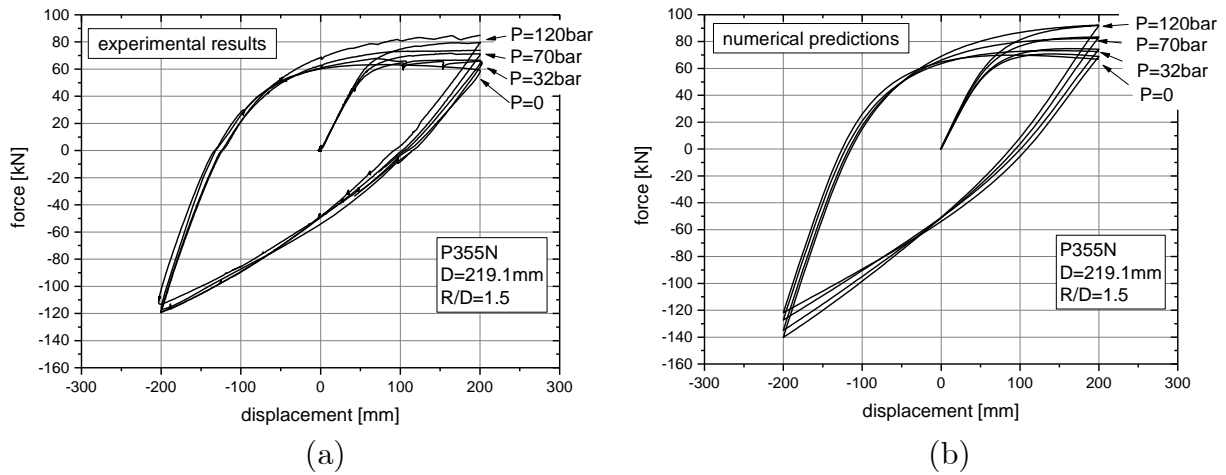 experimental results
P=120bar
P=70bar
P=32bar
P=0
P355N
D=219.1mm
R/D=1.5
100
80
60
40
20
0
-20
-40
-60
-80
-100
-120
-140
-160
force [kN]
-300 -200 -100 0 100 200 300
displacement [mm]
(a)
numerical predictions
P=120bar
P=70bar
P=32bar
P=0
P355N
D=219.1mm
R/D=1.5
100
80
60
40
20
0
-20
-40
-60
-80
-100
-120
-140
-160
force [kN]
-300 -200 -100 0 100 200 300
displacement [mm]
(b)